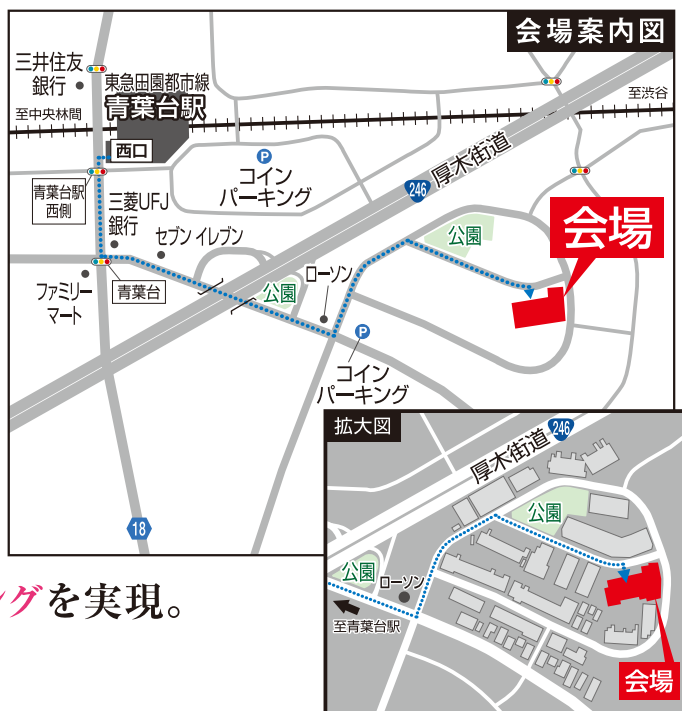 会場案内図
三井住友
銀行
東急田園都市線
青葉台駅
至中央林間
至渋谷
西口
P
コイン
パーキング
246
厚木街道
青葉台駅
西側
三菱UFJ
銀行
セブン イレブン
公園
会場
青葉台
ファミリー
マート
公園
ローソン
P
コイン
パーキング
18
拡大図
厚木街道
246
公園
公園
ローソン
至青葉台駅
会場
グを実現。